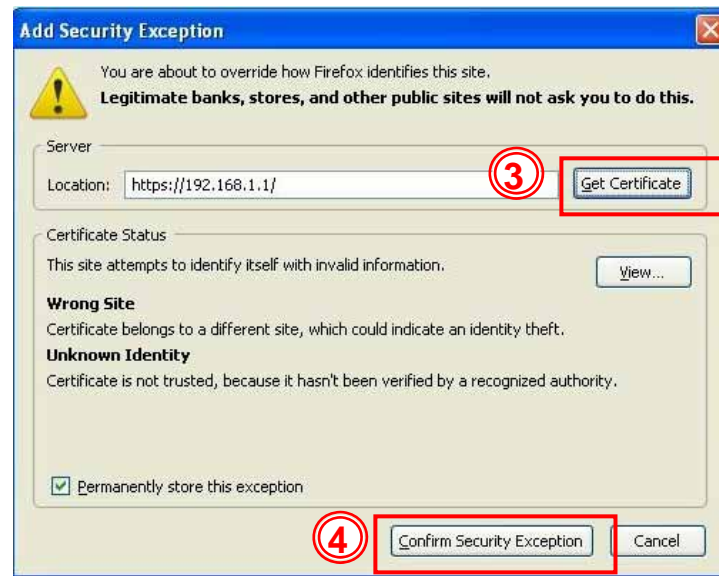 Add Security Exception
You are about to override how Firefox identifies this site.
Legitimate banks, stores, and other public sites will not ask you to do this.
Server
Location: https://192.168.1.1/ 3 Get Certificate
Certificate Status
This site attempts to identify itself with invalid information. View...
Wrong Site
Certificate belongs to a different site, which could indicate an identity theft.
Unknown Identity
Certificate is not trusted, because it hasn't been verified by a recognized authority.
Permanently store this exception
4 Confirm Security Exception Cancel